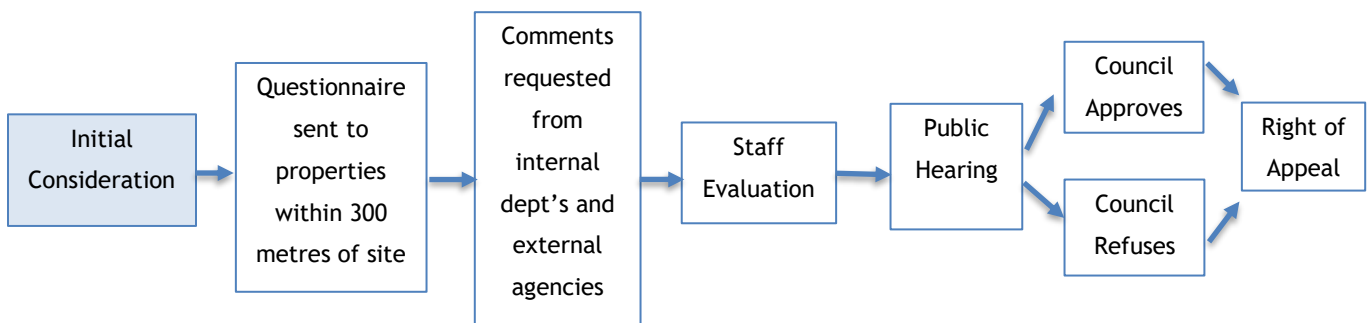 Initial
Consideration
Questionnaire
sent to
properties
within 300
metres of site
Comments
requested
from
internal
dept’s and
external
agencies
Staff
Evaluation
Public
Hearing
Council
Approves
Council
Refuses
Right of
Appeal